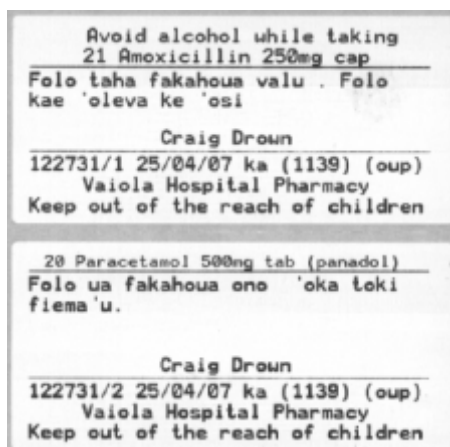 Avoid alcohol while taking
21 Amoxicillin 250mg cap
Folo taha fakahoua valu . Folo
kae 'oleva ke 'osi
Craig Drown
122731/1 25/04/07 ka (1139) (oup)
Vaiola Hospital Pharmacy
Keep out of the reach of children
20 Paracetamol 500mg tab (panadol)
Folo ua fakahoua ono 'oka toki
fiema'u.
Craig Drown
122731/2 25/04/07 ka (1139) (oup)
Vaiola Hospital Pharmacy
Keep out of the reach of children